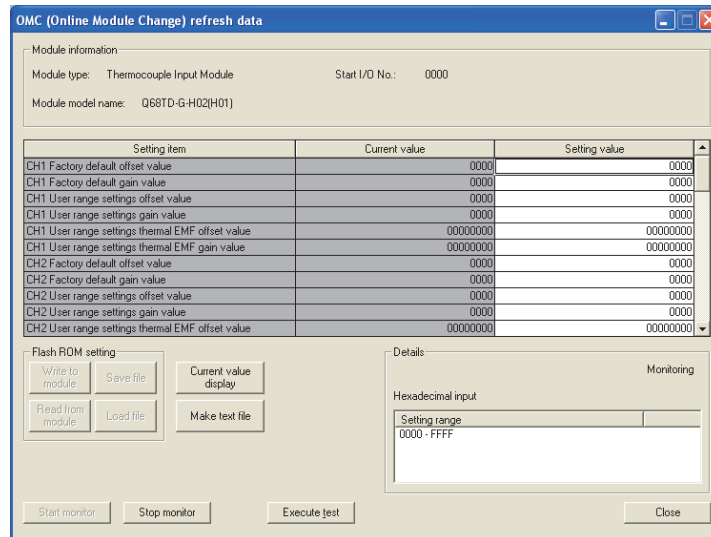 OMC (Online Module Change) refresh data
Module information
Module type: Thermocouple Input Module Start I/O No.: 0000
Module model name: Q68TD-G-H02(H01)
Setting item Current value Setting value
CH1 Factory default offset value 0000 0000
CH1 Factory default gain value 0000 0000
CH1 User range settings offset value 0000 0000
CH1 User range settings gain value 0000 0000
CH1 User range settings thermal EMF offset value 00000000 00000000
CH1 User range settings thermal EMF gain value 00000000 00000000
CH2 Factory default offset value 0000 0000
CH2 Factory default gain value 0000 0000
CH2 User range settings offset value 0000 0000
CH2 User range settings gain value 0000 0000
CH2 User range settings thermal EMF offset value 00000000 00000000
Flash ROM setting
Write to
module
Save file
Current value
display
Read from
module
Load file
Make text file
Details
Monitoring
Hexadecimal input
Setting range
0000 - FFFF
Start monitor Stop monitor Execute test Close